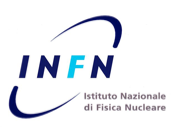 INFN
Istituto Nazionale
di Fisica Nucleare